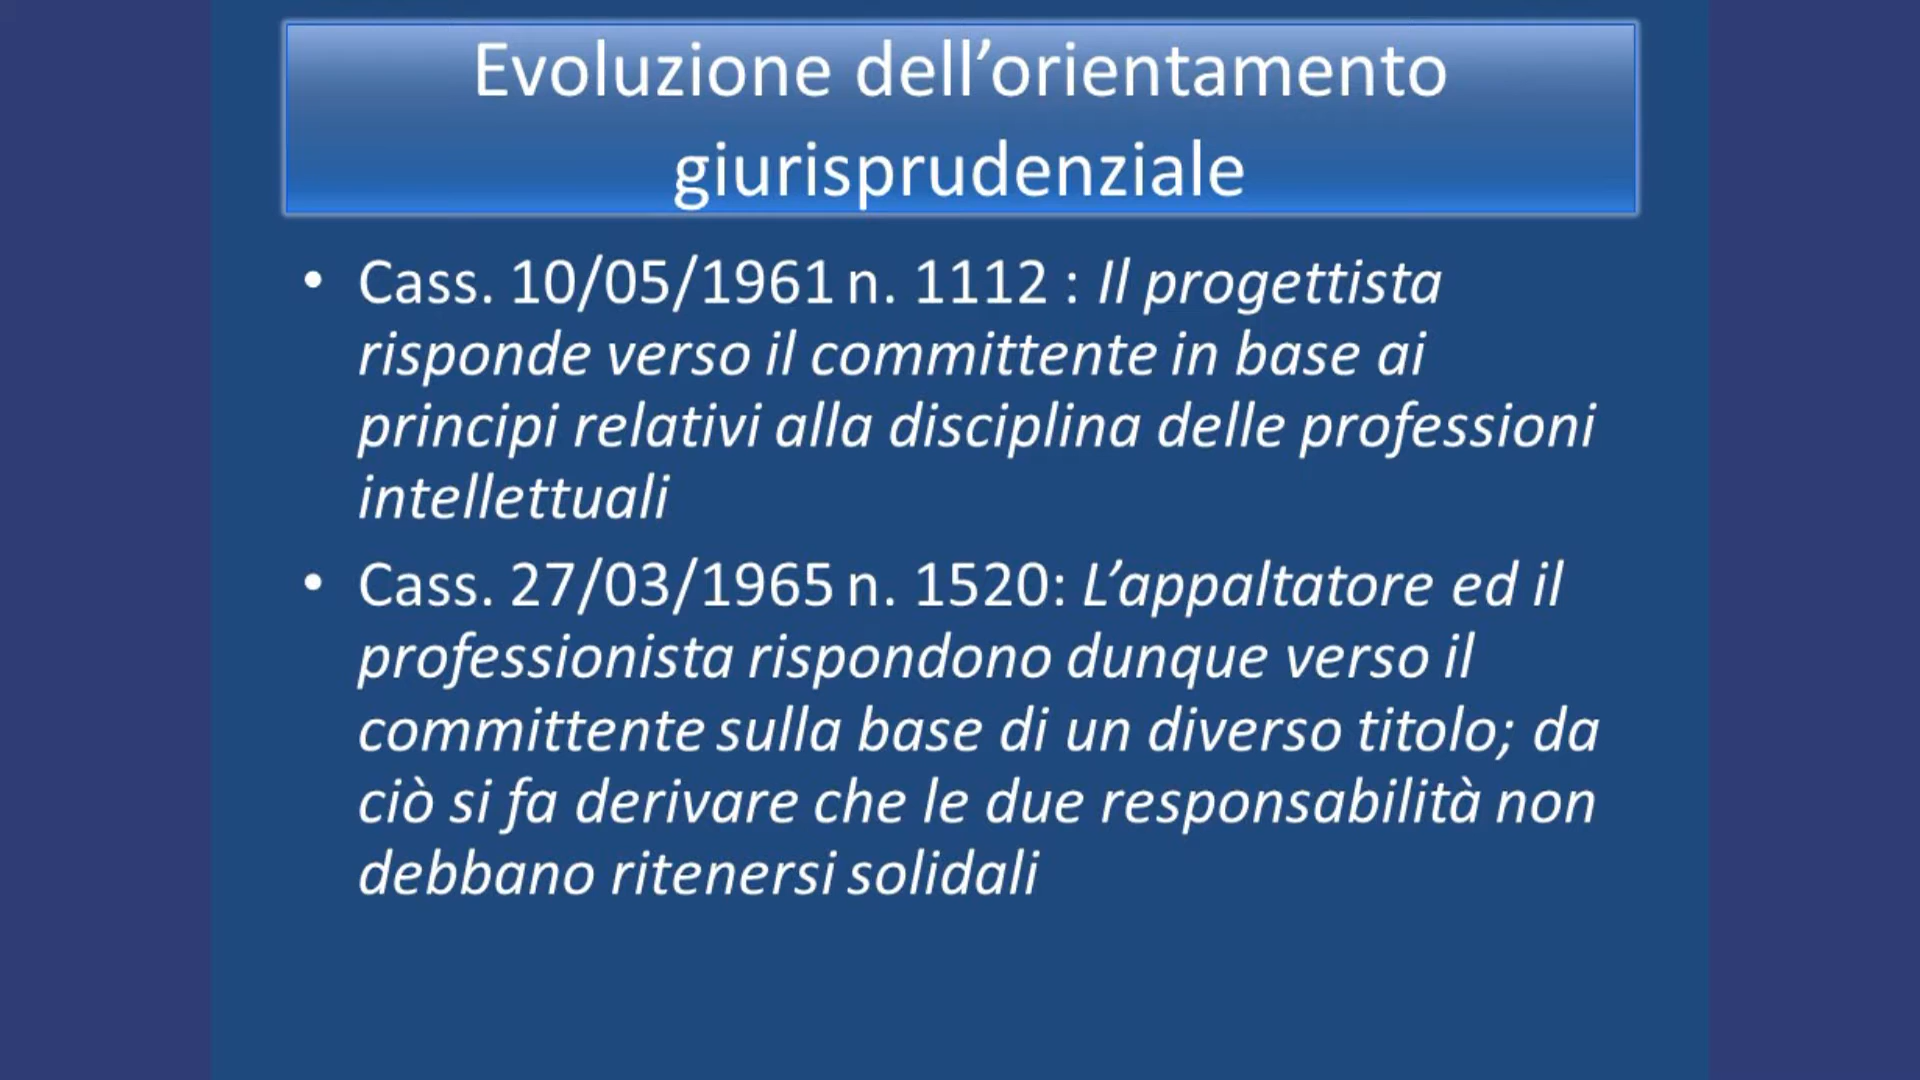 Evoluzione dell’orientamento
giurisprudenziale
• Cass. 10/05/1961 n. 1112 : Il progettista
risponde verso il committente in base ai
principi relativi alla disciplina delle professioni
intellettuali
• Cass. 27/03/1965 n. 1520: L’appaltatore ed il
professionista rispondono dunque verso il
committente sulla base di un diverso titolo; da
ciò si fa derivare che le due responsabilità non
debbano ritenersi solidali